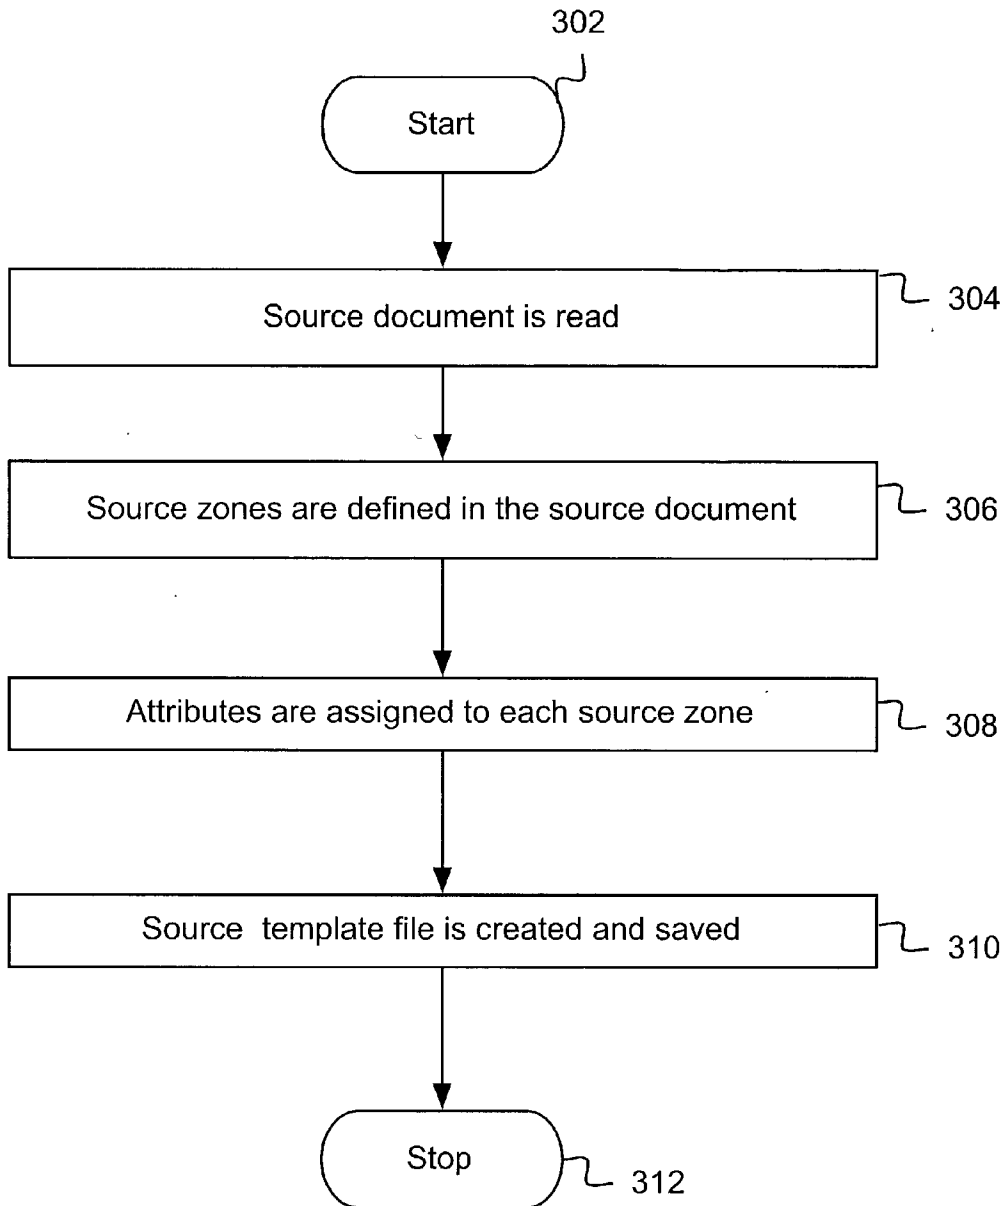 302
Start
Source document is read
304
Source zones are defined in the source document
306
Attributes are assigned to each source zone
308
Source template file is created and saved
310
Stop
312